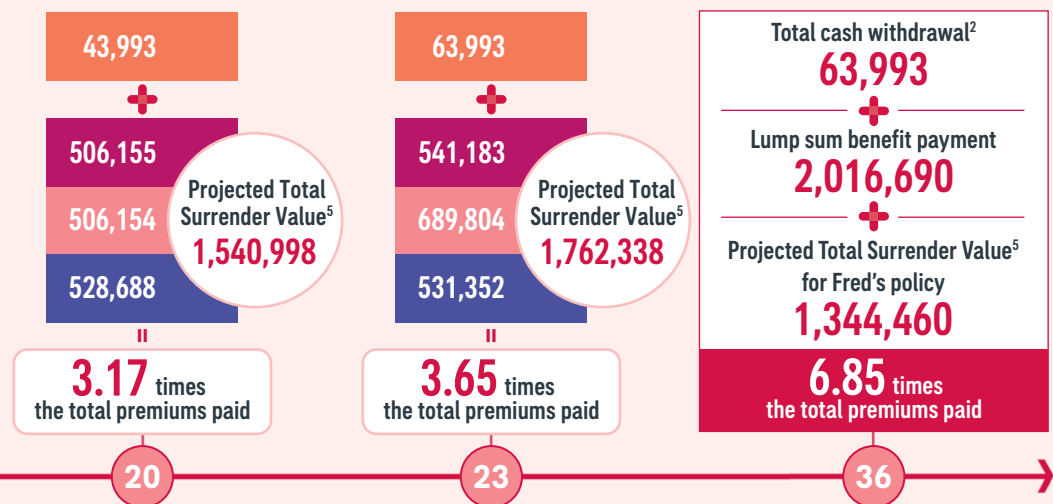 43,993
506,155
506,154
528,688
Projected Total
Surrender Value⁵
1,540,998
3.17 times
the total premiums paid
20
63,993
541,183
689,804
531,352
Projected Total
Surrender Value⁵
1,762,338
3.65 times
the total premiums paid
23
Total cash withdrawal²
63,993
Lump sum benefit payment
2,016,690
Projected Total Surrender Value⁵
for Fred's policy
1,344,460
6.85 times
the total premiums paid
36